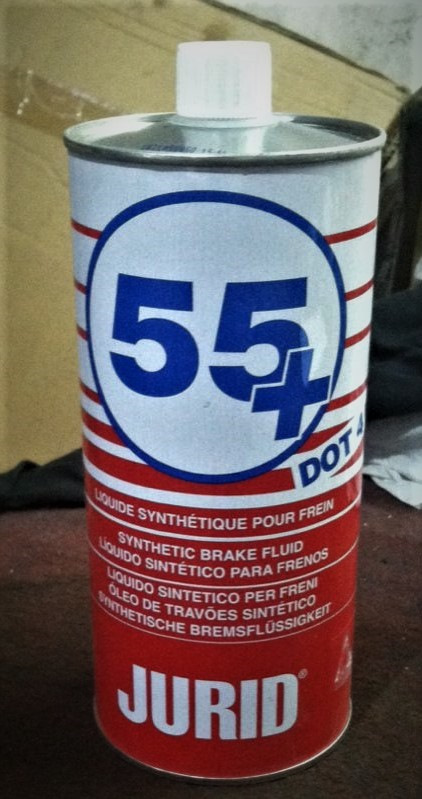 55+
DOT 4
LIQUIDE SYNTHÉTIQUE POUR FREIN
SYNTHETIC BRAKE FLUID
LÍQUIDO SINTÉTICO PARA FRENOS
LIQUIDO SINTETICO PER FRENI
ÓLEO DE TRAVÕES SINTÉTICO
SYNTHETISCHE BREMSFLÜSSIGKEIT
JURID®